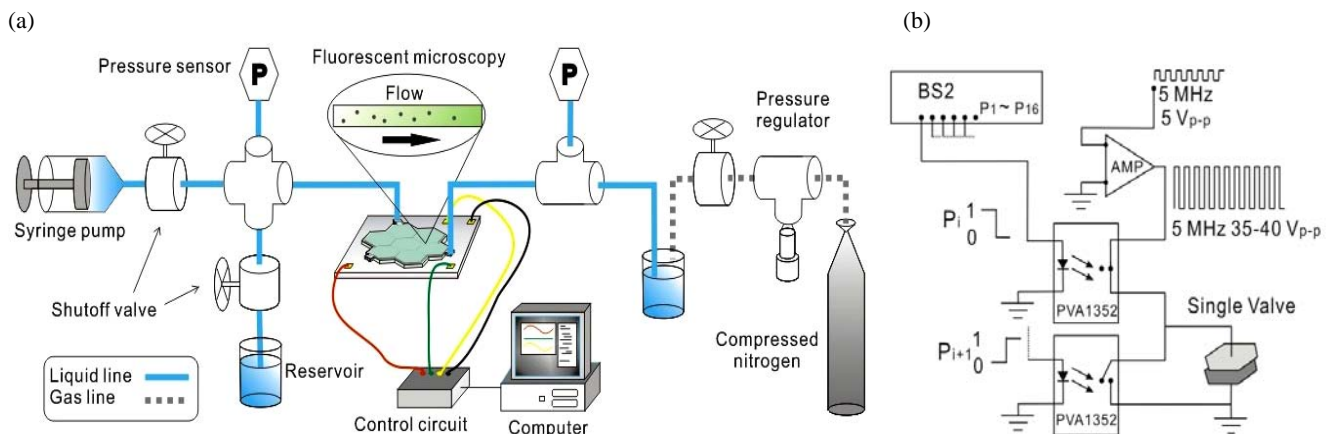 (a)
Pressure sensor
P
Fluorescent microscopy
Flow
P
Pressure
regulator
Syringe pump
Shutoff valve
Reservoir
Liquid line
Gas line
Control circuit
Computer
Compressed
nitrogen
(b)
BS2
P1~ P16
5 MHz
5 Vp-p
AMP
5 MHz 35-40 Vp-p
Pi 1
0
PVA1352
Single Valve
Pi+1 1
0
PVA1352